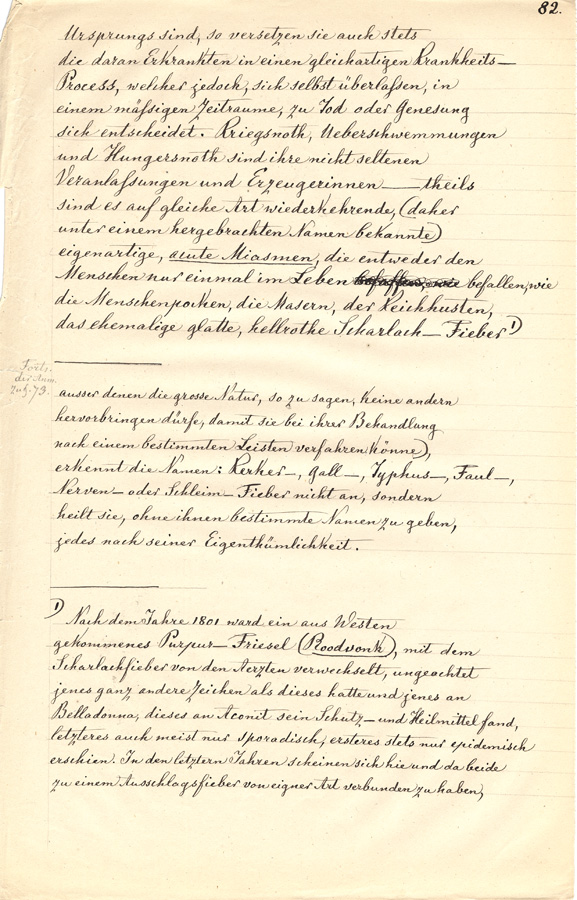 82.
Ursprungs sind, so versetzen sie auch stets
die daran Erkrankten in einen gleichartigen Krankheits-
Process, welcher jedoch, sich selbst überlassen, in
einem mässigen Zeitraume, zu Tod oder Genesung
sich entscheidet. Kriegsnoth, Ueberschwemmungen
und Hungersnoth sind ihre nicht seltenen
Veranlassungen und Erzeugerinnen — theils
sind es auf gleiche Art wiederkehrende, (daher
unter einem hergebrachten Namen bekannte)
eigenartige, acute Miasmen, die entweder den
Menschen nur einmal im Leben befallen, wie
die Menschenpocken, die Masern, der Keichhusten,
das ehemalige glatte, hellrothe Scharlach-Fieber 1)
Forts.
der Anm.
zu §. 73.
ausser denen die grosse Natur, so zu sagen, keine andern
hervorbringen dürfe, damit sie bei ihrer Behandlung
nach einem bestimmten Leisten verfahren könne),
erkennt die Namen: Kerker-, Gall-, Typhus-, Faul-,
Nerven- oder Schleim-Fieber nicht an, sondern
heilt sie, ohne ihnen bestimmte Namen zu geben,
jedes nach seiner Eigenthümlichkeit.
1) Nach dem Jahre 1801 ward ein aus Westen
gekommenes Purpur-Friesel (Roodvonk), mit dem
Scharlachfieber von den Aerzten verwechselt, ungeachtet
jenes ganz andere Zeichen als dieses hatte und jenes an
Belladonna, dieses an Aconit sein Schutz- und Heilmittel fand,
letzteres auch meist nur sporadisch, ersteres stets nur epidemisch
erschien. In den letztern Jahren scheinen sich hie und da beide
zu einem Ausschlagsfieber von eigner Art verbunden zu haben,